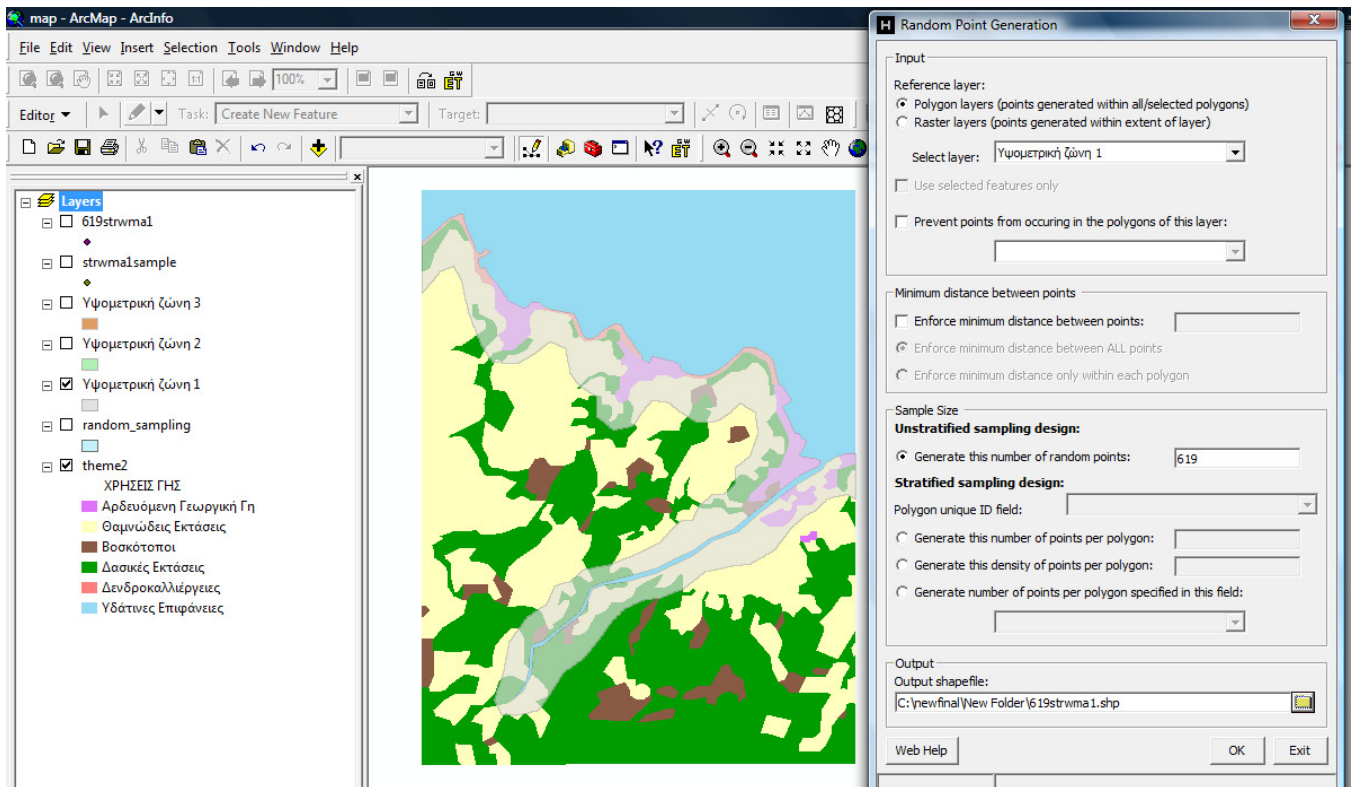 map - ArcMap - ArcInfo
File Edit View Insert Selection Tools Window Help
100%
Editor
Task: Create New Feature
Target:
Layers
619strwma1
strwma1sample
Υψομετρική ζώνη 3
Υψομετρική ζώνη 2
Υψομετρική ζώνη 1
random_sampling
theme2
ΧΡΗΣΕΙΣ ΓΗΣ
Αρδευόμενη Γεωργική Γη
Θαμνώδεις Εκτάσεις
Βοσκότοποι
Δασικές Εκτάσεις
Δενδροκαλλιέργειες
Υδάτινες Επιφάνειες
H Random Point Generation
Input
Reference layer:
Polygon layers (points generated within all/selected polygons)
Raster layers (points generated within extent of layer)
Select layer: Υψομετρική ζώνη 1
Use selected features only
Prevent points from occuring in the polygons of this layer:
Minimum distance between points
Enforce minimum distance between points:
Enforce minimum distance between ALL points
Enforce minimum distance only within each polygon
Sample Size
Unstratified sampling design:
Generate this number of random points: 619
Stratified sampling design:
Polygon unique ID field:
Generate this number of points per polygon:
Generate this density of points per polygon:
Generate number of points per polygon specified in this field:
Output
Output shapefile:
C:\newfinal\New Folder\619strwma1.shp
Web Help OK Exit